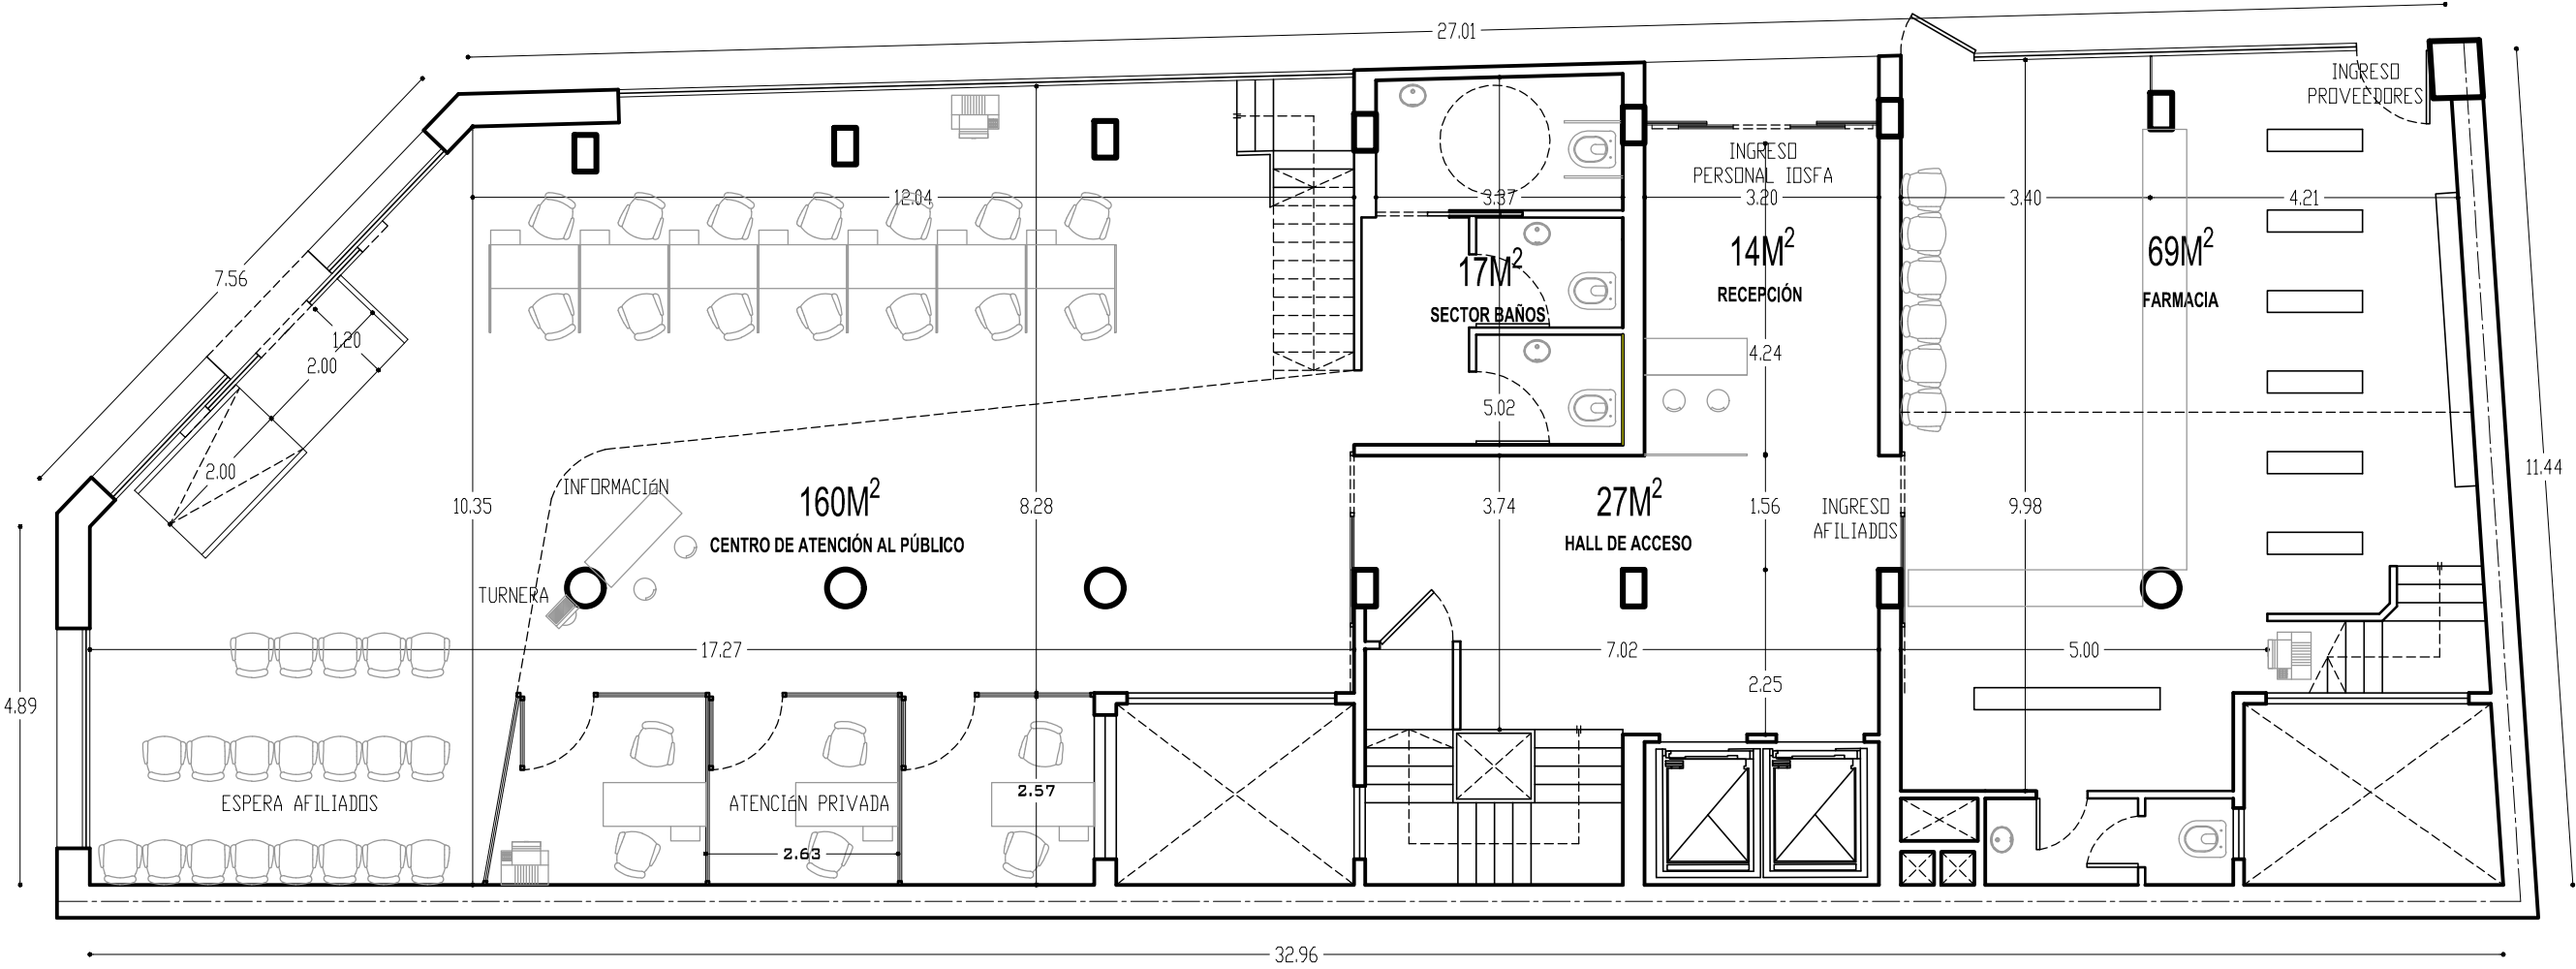 27.01
INGRESO
PROVEEDORES
INGRESO
PERSONAL IOSFA
12.04
3.37
3.20
3.40
4.21
7.56
17M²
SECTOR BAÑOS
14M²
RECEPCIÓN
69M²
FARMACIA
1.20
2.00
2.00
4.24
5.02
11.44
INFORMACIóN
10.35
160M²
CENTRO DE ATENCIÓN AL PÚBLICO
8.28
3.74
27M²
HALL DE ACCESO
1.56
INGRESO
AFILIADOS
9.98
TURNERA
17.27
7.02
5.00
4.89
2.25
ESPERA AFILIADOS
ATENCIóN PRIVADA
2.57
2.63
32.96